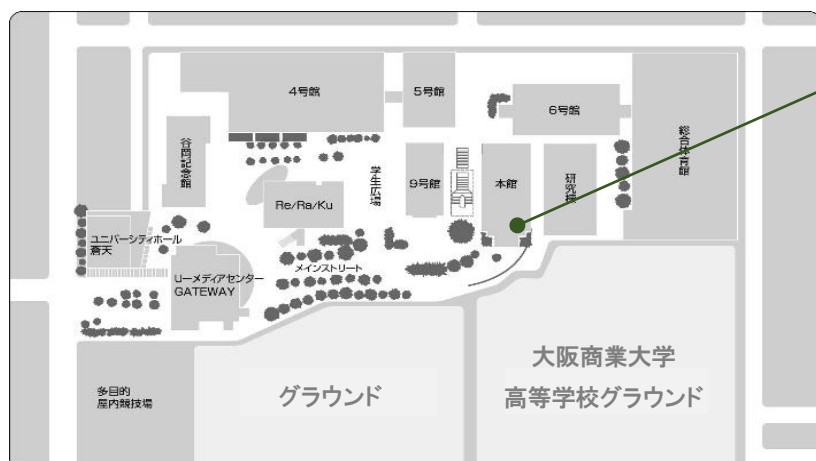 4号館
5号館
6号館
総合体育館
谷岡記念館
学生広場
9号館
本館
研究棟
Re/Ra/Ku
ユニバーシティホール
蒼天
メインストリート
Uーメディアセンター
GATEWAY
大阪商業大学
高等学校グラウンド
グラウンド
多目的
屋内競技場